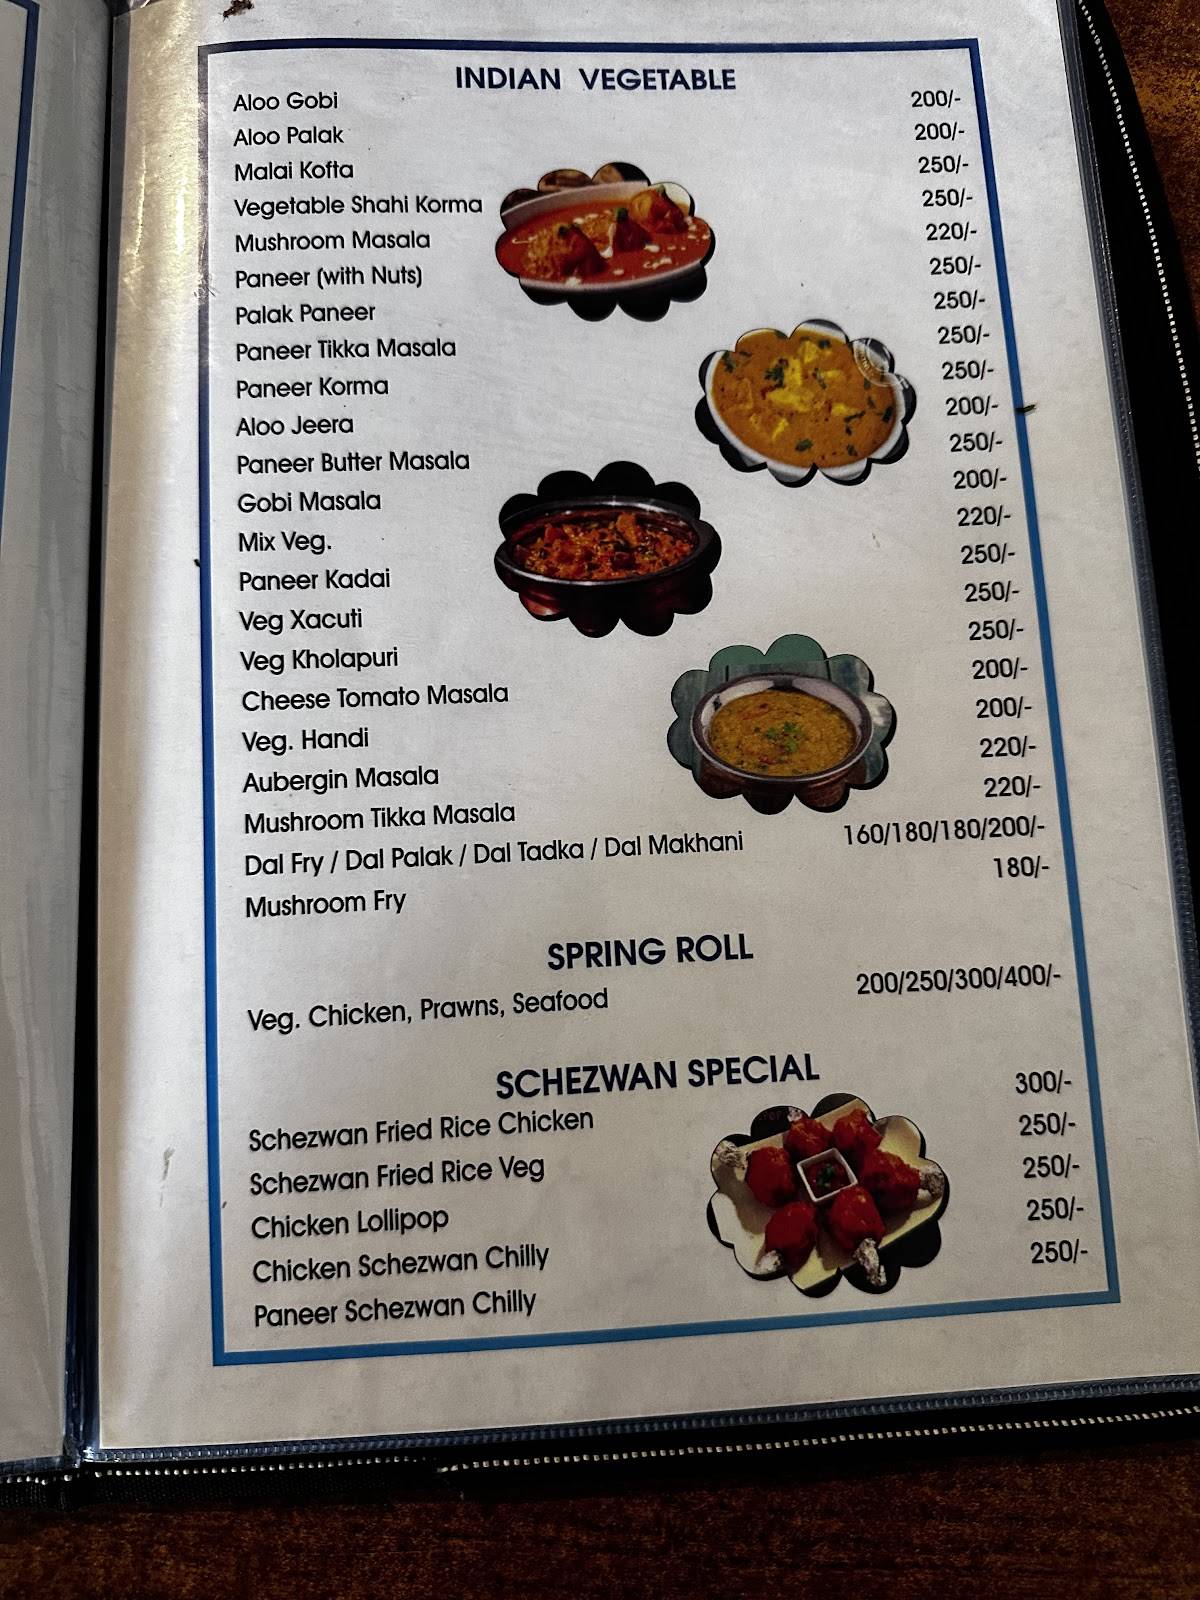 INDIAN VEGETABLE
Aloo Gobi 200/-
Aloo Palak 200/-
Malai Kofta 250/-
Vegetable Shahi Korma 250/-
Mushroom Masala 220/-
Paneer (with Nuts) 250/-
Palak Paneer 250/-
Paneer Tikka Masala 250/-
Paneer Korma 250/-
Aloo Jeera 200/-
Paneer Butter Masala 250/-
Gobi Masala 200/-
Mix Veg. 220/-
Paneer Kadai 250/-
Veg Xacuti 250/-
Veg Kholapuri 250/-
Cheese Tomato Masala 200/-
Veg. Handi 200/-
Aubergin Masala 220/-
Mushroom Tikka Masala 220/-
Dal Fry / Dal Palak / Dal Tadka / Dal Makhani 160/180/180/200/-
Mushroom Fry 180/-
SPRING ROLL
Veg. Chicken, Prawns, Seafood 200/250/300/400/-
SCHEZWAN SPECIAL
Schezwan Fried Rice Chicken 300/-
Schezwan Fried Rice Veg 250/-
Chicken Lollipop 250/-
Chicken Schezwan Chilly 250/-
Paneer Schezwan Chilly 250/-